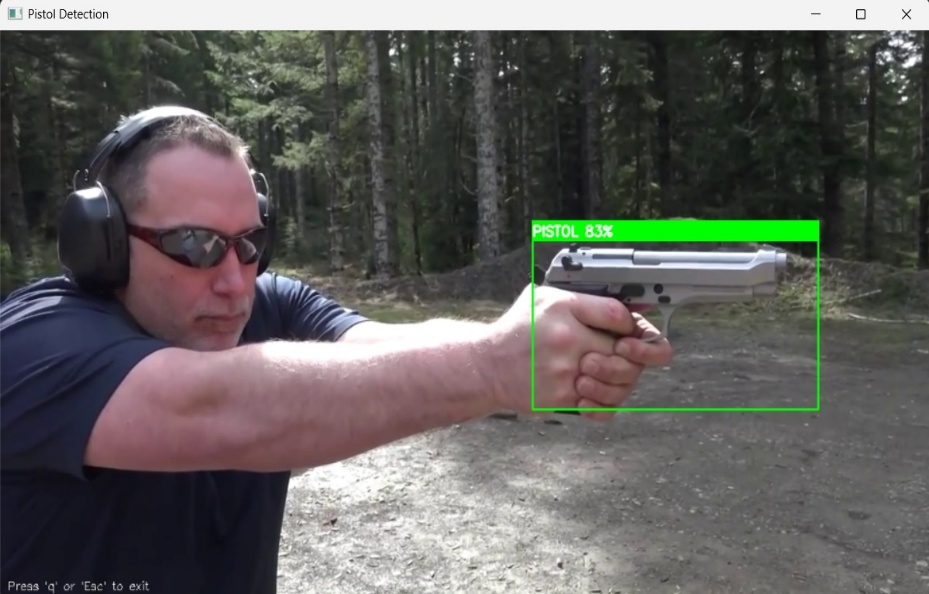 Pistol Detection
PISTOL 83%
Press 'q' or 'Esc' to exit